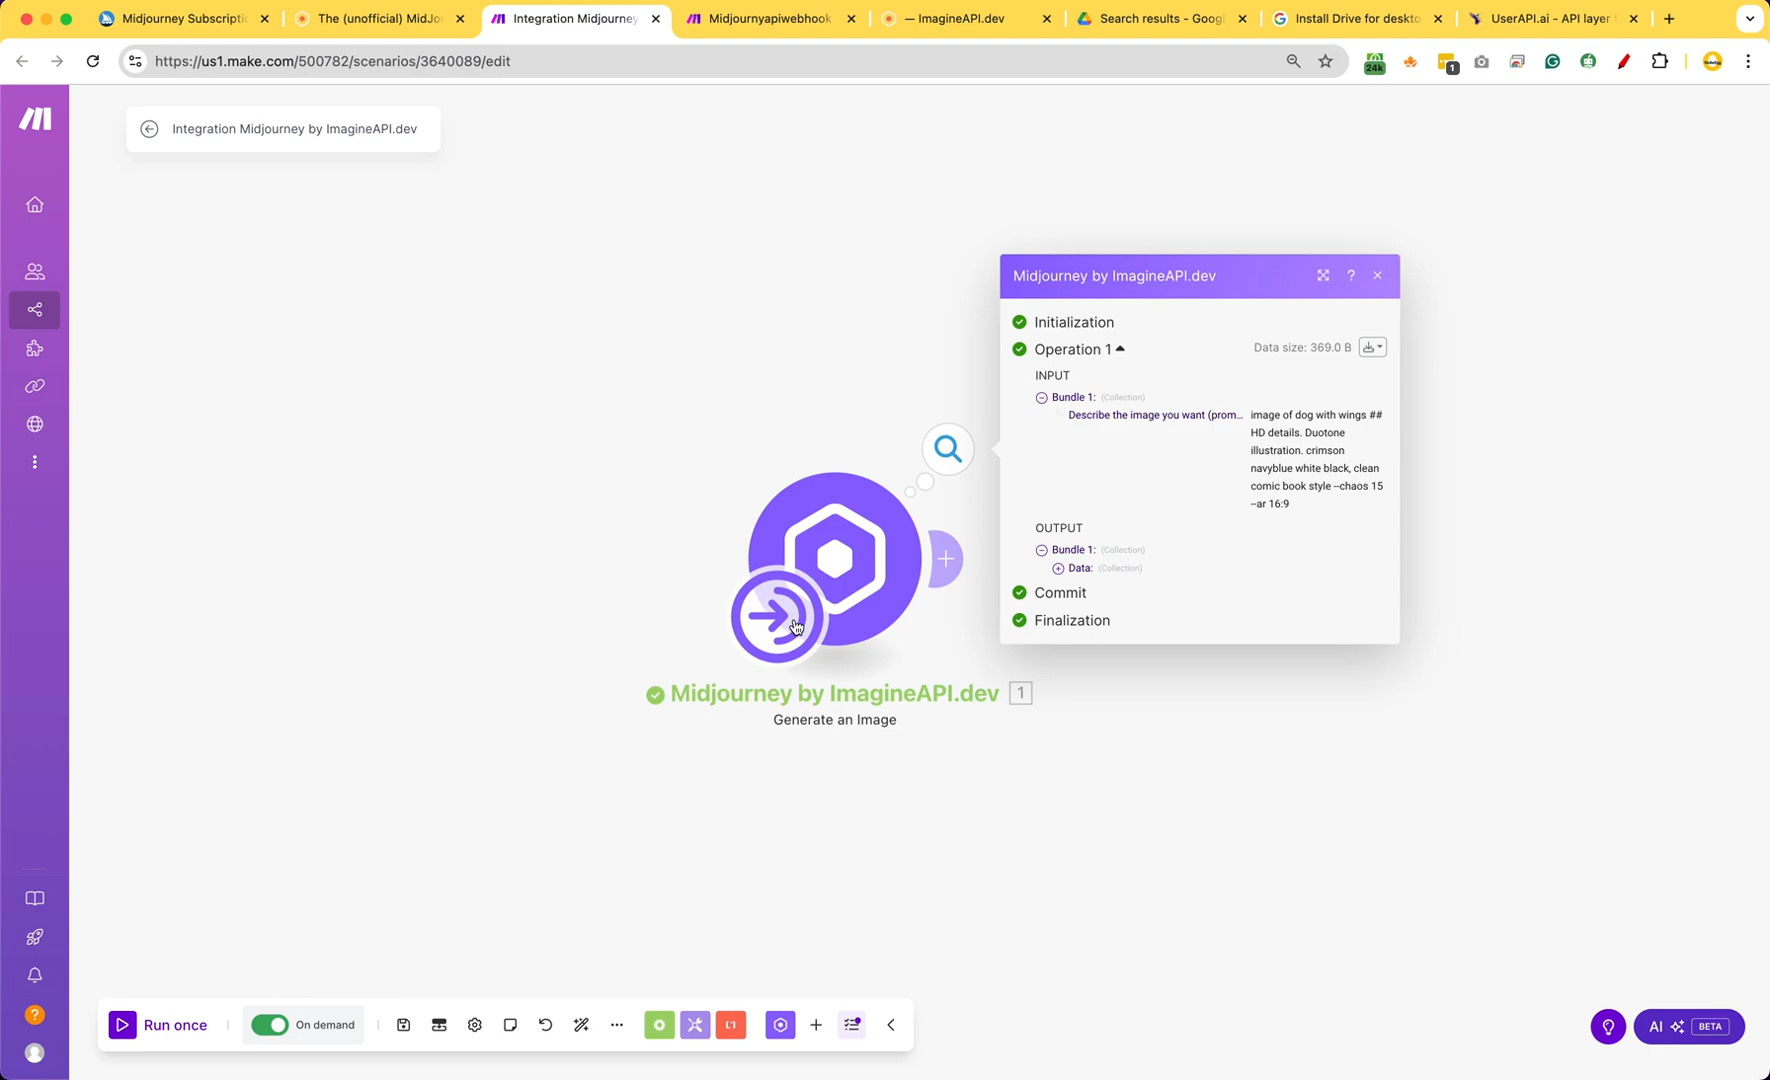 Midjourney Subscripti
The (unofficial) MidJo
Integration Midjourney
Midjournyapiwebhook
— ImagineAPI.dev
Search results - Googl
Install Drive for deskto
UserAPI.ai - API layer
https://us1.make.com/500782/scenarios/3640089/edit
24k
1
Integration Midjourney by ImagineAPI.dev
Midjourney by ImagineAPI.dev
?
Initialization
Operation 1
Data size: 369.0 B
INPUT
Bundle 1: (Collection)
Describe the image you want (prom...
image of dog with wings ##
HD details. Duotone
illustration. crimson
navyblue white black, clean
comic book style --chaos 15
--ar 16:9
OUTPUT
Bundle 1: (Collection)
Data: (Collection)
Commit
Finalization
Midjourney by ImagineAPI.dev 1
Generate an Image
?
Run once
On demand
AI BETA